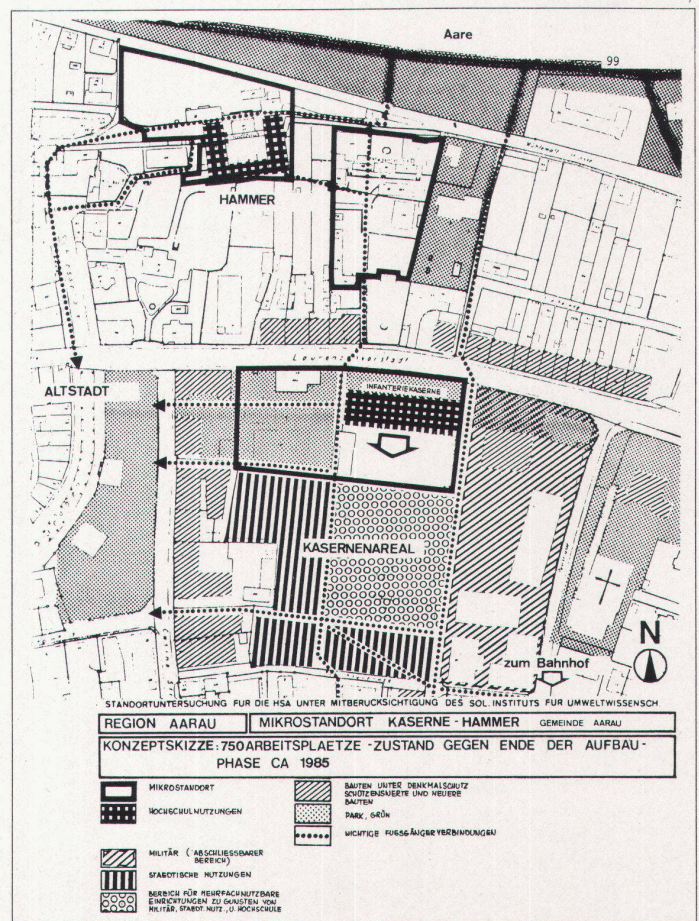 Aare
99
HAMMER
INFANTERIEKASERNE
ALTSTADT
KASERNENAREAL
N
zum Bahnhof
STANDORTUNTERSUCHUNG FÜR DIE HSA UNTER MITBERÜCKSICHTIGUNG DES SOL. INSTITUTS FÜR UMWELTWISSENSCH
REGION AARAU
MIKROSTANDORT KASERNE - HAMMER GEMEINDE AARAU
KONZEPTSKIZZE: 750 ARBEITSPLAETZE - ZUSTAND GEGEN ENDE DER AUFBAU-
PHASE CA 1985
MIKROSTANDORT
HOCHSCHULNUTZUNGEN
MILITÄR (ABSCHLIESSBARER
BEREICH)
STAEDTISCHE NUTZUNGEN
BEREICH FÜR MEHRFACHNUTZBARE
EINRICHTUNGEN ZU GUNSTEN VON
MILITÄR, STAEDT. NUTZ., U. HOCHSCHULE
BAUTEN UNTER DENKMALSCHUTZ
SCHÜTZENSWERTE UND NEUERE
BAUTEN
PARK, GRÜN
WICHTIGE FUSSGÄNGERVERBINDUNGEN